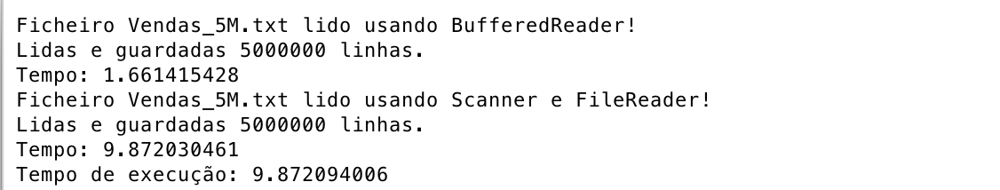 Ficheiro Vendas_5M.txt lido usando BufferedReader!
Lidas e guardadas 5000000 linhas.
Tempo: 1.661415428
Ficheiro Vendas_5M.txt lido usando Scanner e FileReader!
Lidas e guardadas 5000000 linhas.
Tempo: 9.872030461
Tempo de execução: 9.872094006